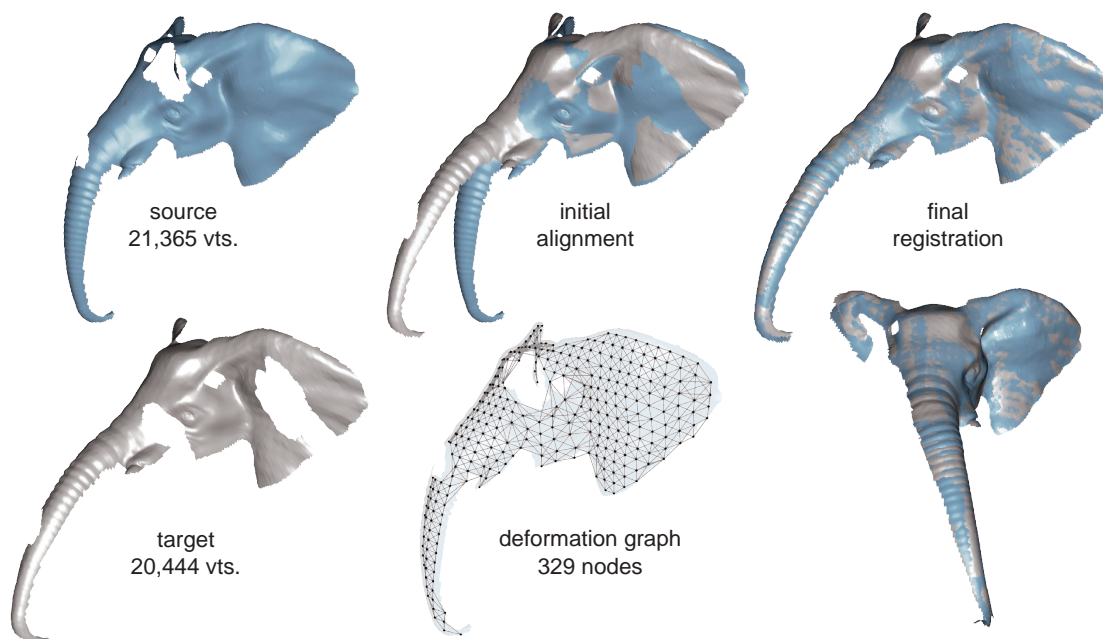 source
21,365 vts.
initial
alignment
final
registration
target
20,444 vts.
deformation graph
329 nodes